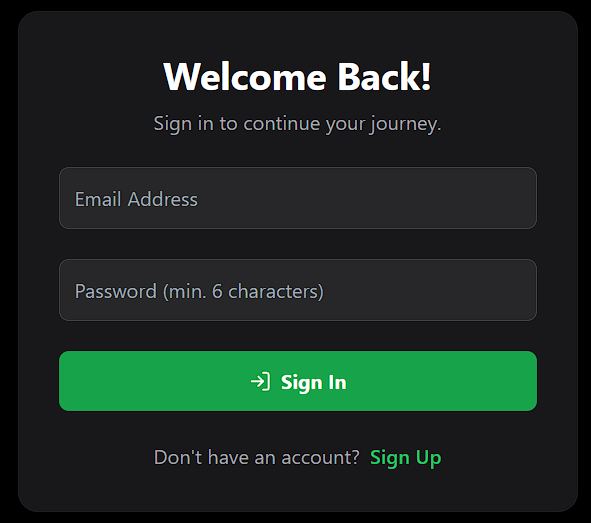 Welcome Back!
Sign in to continue your journey.
Email Address
Password (min. 6 characters)
Sign In
Don't have an account? Sign Up